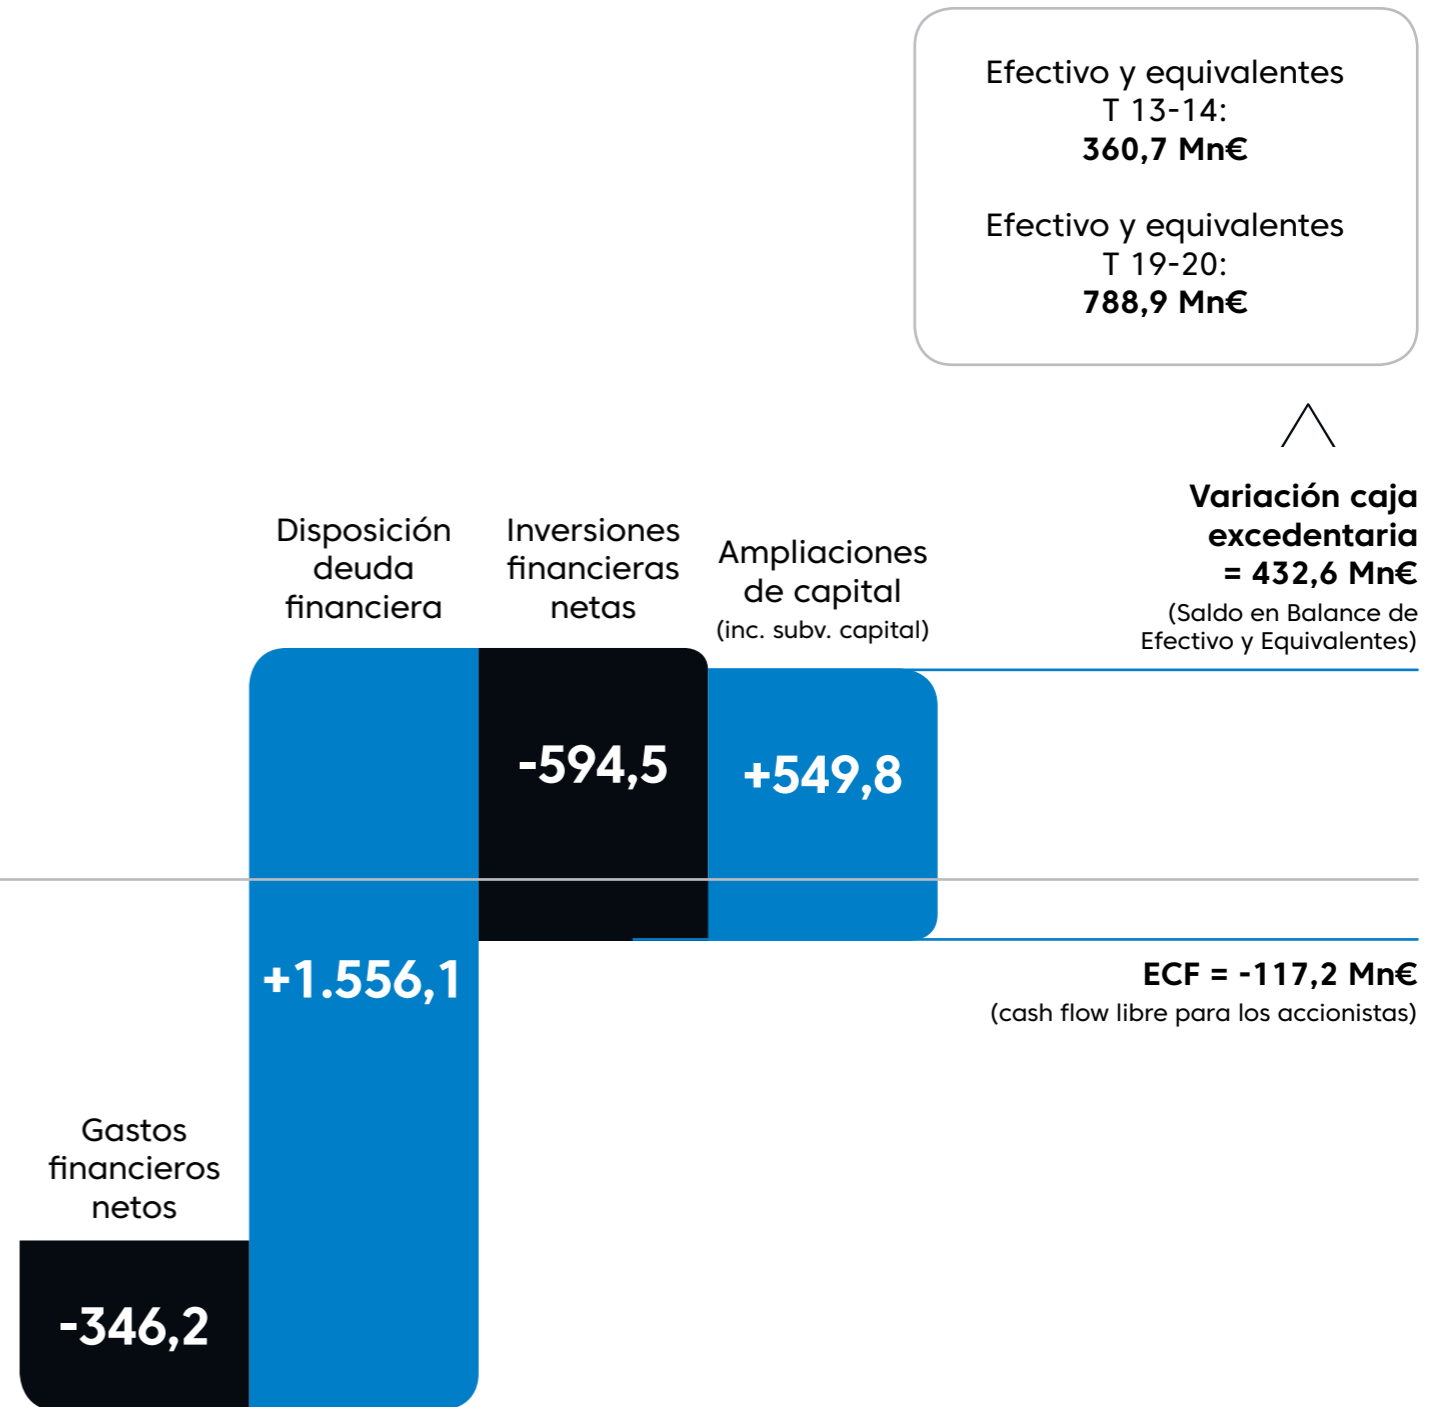 Efectivo y equivalentes
T 13-14:
360,7 Mn€
Efectivo y equivalentes
T 19-20:
788,9 Mn€
Variación caja
excedentaria
= 432,6 Mn€
(Saldo en Balance de
Efectivo y Equivalentes)
Disposición
deuda
financiera
Inversiones
financieras
netas
Ampliaciones
de capital
(inc. subv. capital)
-594,5
+549,8
+1.556,1
ECF = -117,2 Mn€
(cash flow libre para los accionistas)
Gastos
financieros
netos
-346,2